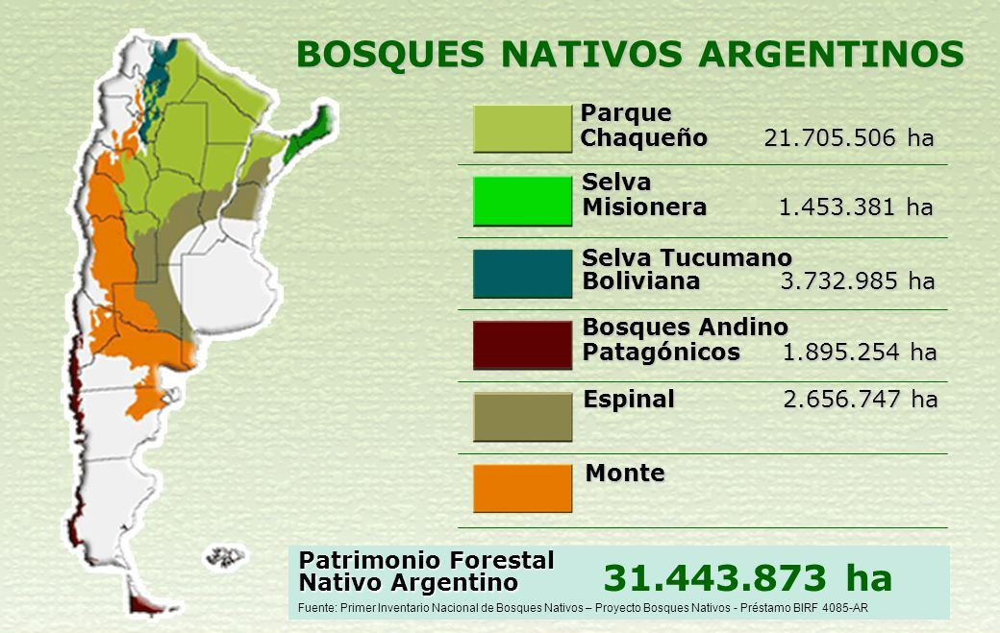 BOSQUES NATIVOS ARGENTINOS
Parque
Chaqueño 21.705.506 ha
Selva
Misionera 1.453.381 ha
Selva Tucumano
Boliviana 3.732.985 ha
Bosques Andino
Patagónicos 1.895.254 ha
Espinal 2.656.747 ha
Monte
Patrimonio Forestal
Nativo Argentino 31.443.873 ha
Fuente: Primer Inventario Nacional de Bosques Nativos – Proyecto Bosques Nativos - Préstamo BIRF 4085-AR